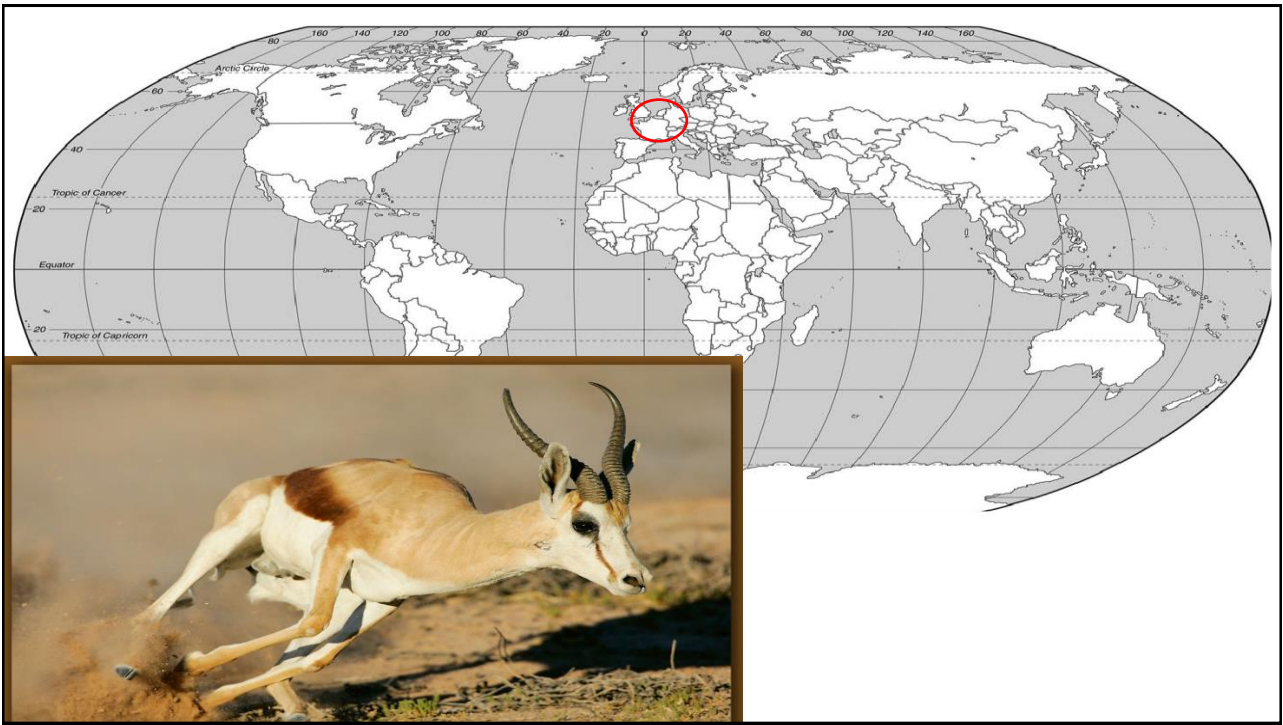 160 140 120 100 80 60 40 20 0 20 40 60 80 100 120 140 160
80
Arctic Circle
60
40
Tropic of Cancer
20
Equator
20
Tropic of Capricorn